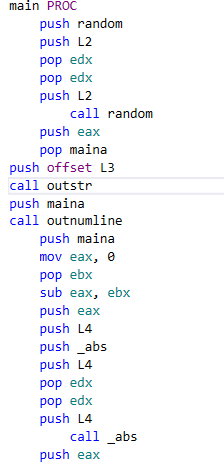 main PROC
push random
push L2
pop edx
pop edx
push L2
call random
push eax
pop maina
push offset L3
call outstr
push maina
call outnumline
push maina
mov eax, 0
pop ebx
sub eax, ebx
push eax
push L4
push _abs
push L4
pop edx
pop edx
push L4
call _abs
push eax